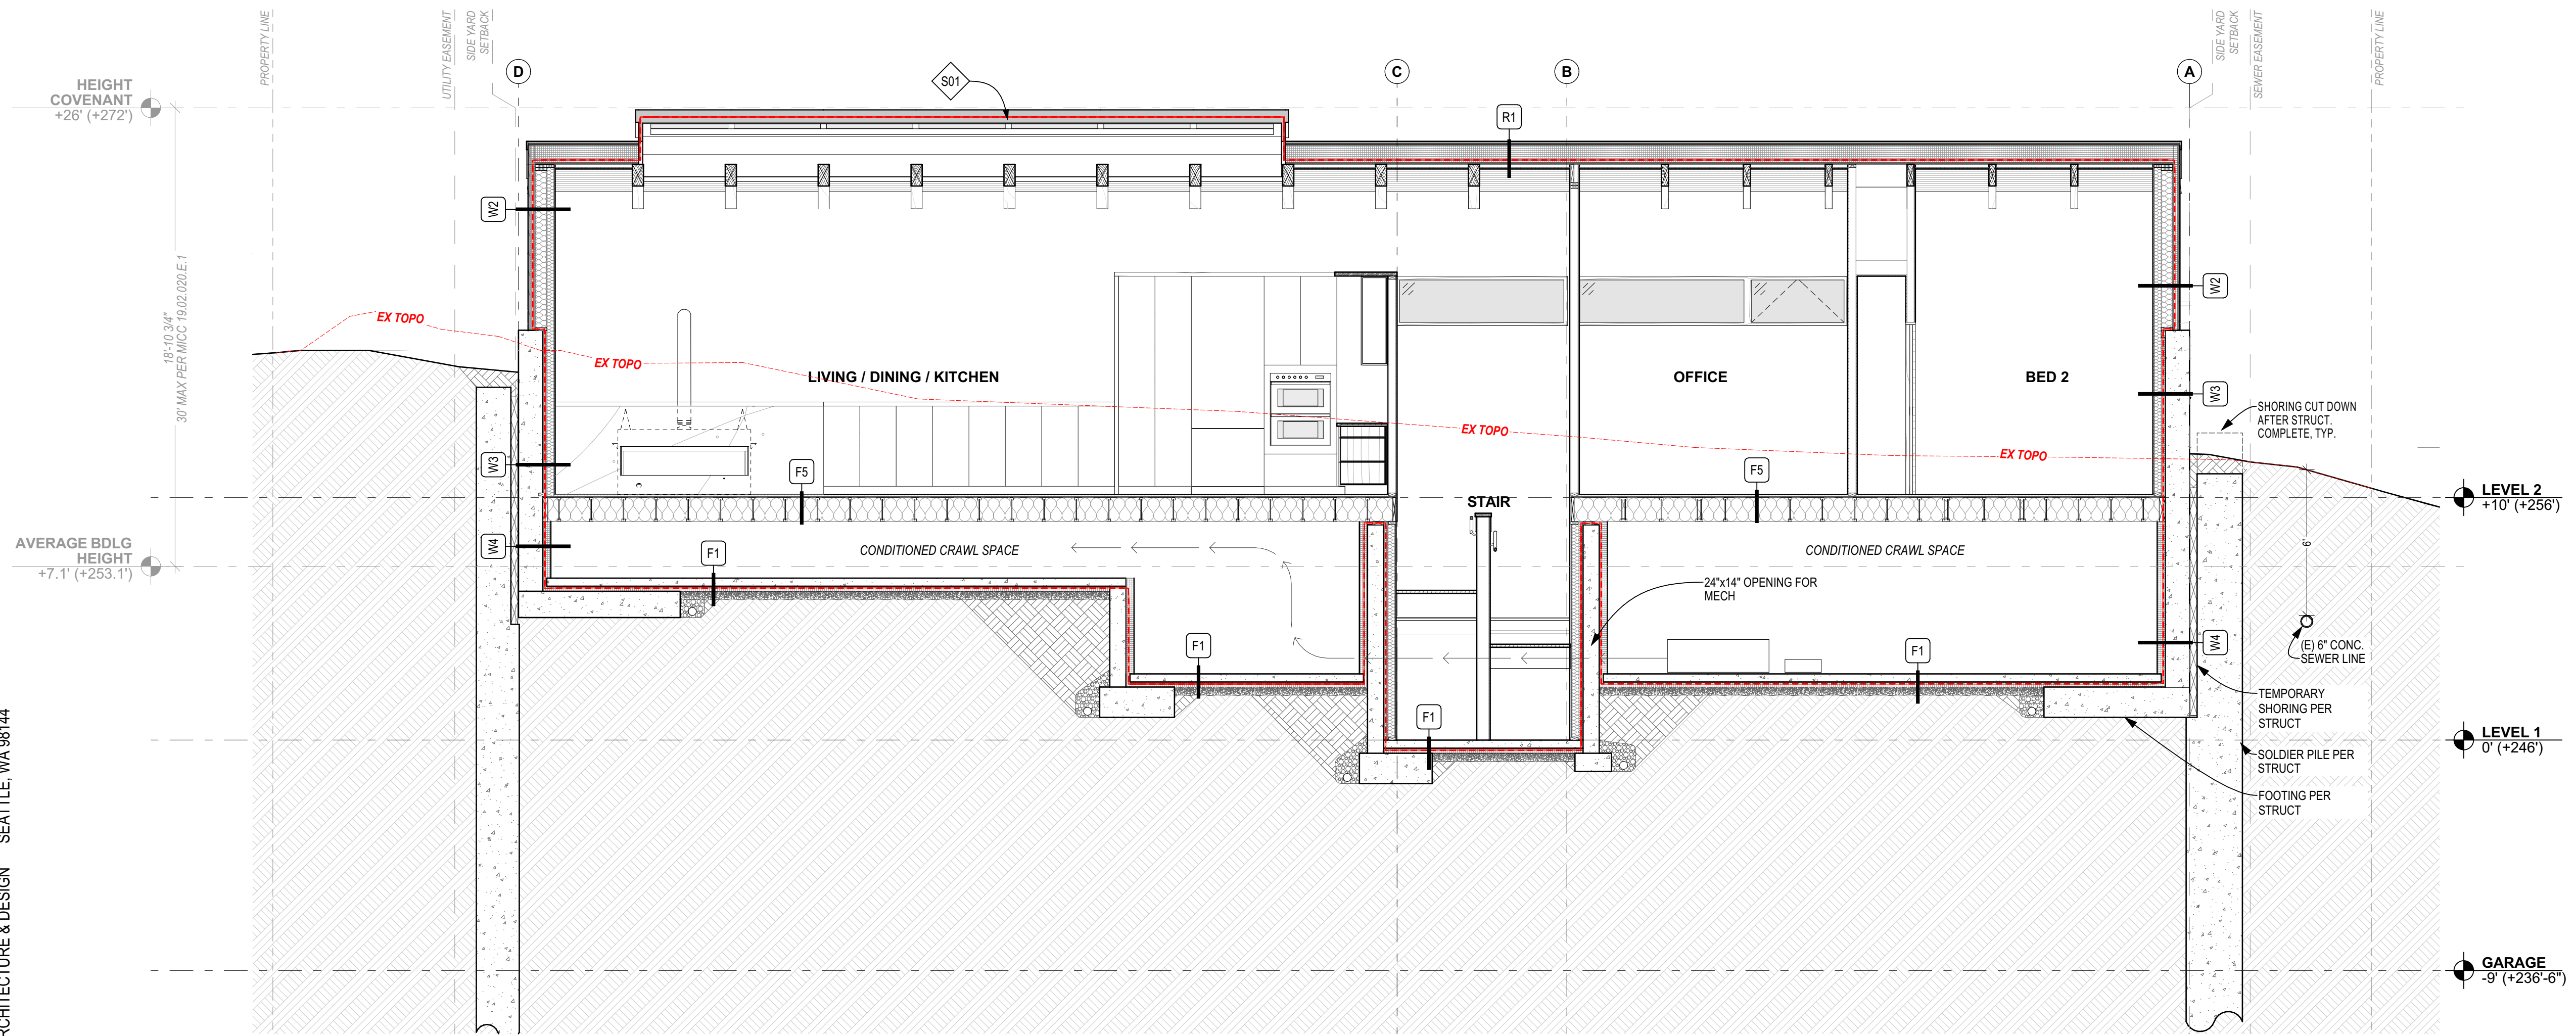 PROPERTY LINE
UTILITY EASEMENT
SIDE YARD
SETBACK
D
S01
C
B
A
SIDE YARD
SETBACK
SEWER EASEMENT
PROPERTY LINE
HEIGHT
COVENANT
+26' (+272')
R1
W2
W2
18'-10 3/4"
30' MAX PER MICC 19.02.020.E.1
EX TOPO
EX TOPO
LIVING / DINING / KITCHEN
OFFICE
BED 2
W3
SHORING CUT DOWN
AFTER STRUCT.
COMPLETE, TYP.
EX TOPO
EX TOPO
W3
F5
F5
STAIR
LEVEL 2
+10' (+256')
AVERAGE BDLG
HEIGHT
+7.1' (+253.1')
W4
F1
CONDITIONED CRAWL SPACE
CONDITIONED CRAWL SPACE
6'
24"x14" OPENING FOR
MECH
F1
F1
W4
(E) 6" CONC.
SEWER LINE
TEMPORARY
SHORING PER
STRUCT
F1
LEVEL 1
0' (+246')
SOLDIER PILE PER
STRUCT
FOOTING PER
STRUCT
GARAGE
-9' (+236'-6")
ARCHITECTURE & DESIGN SEATTLE, WA 98144